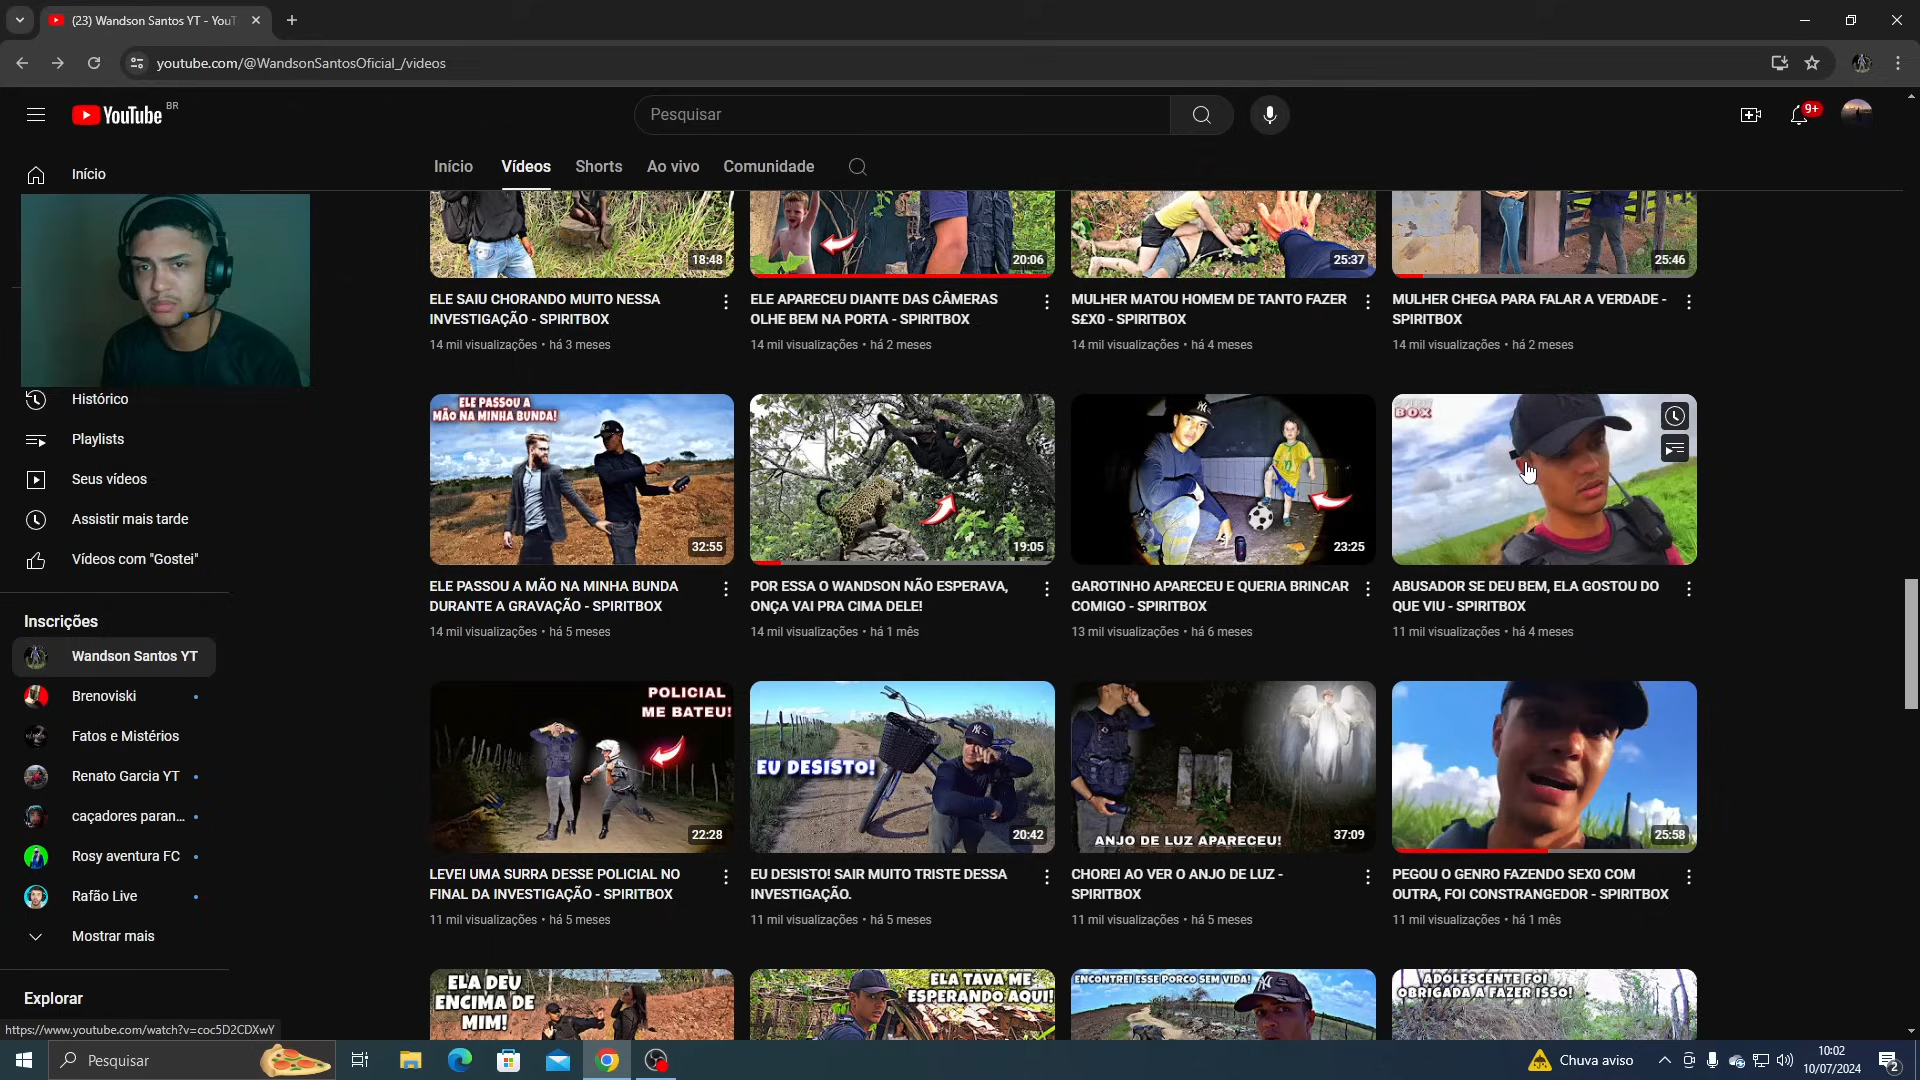 (23) Wandson Santos YT - YouT
youtube.com/@WandsonSantosOficial_/videos
YouTube BR
Pesquisar
9+
Início
Vídeos
Shorts
Ao vivo
Comunidade
Início
Histórico
Playlists
Seus vídeos
Assistir mais tarde
Vídeos com "Gostei"
Inscrições
Wandson Santos YT
Brenoviski
Fatos e Mistérios
Renato Garcia YT
caçadores paran...
Rosy aventura FC
Rafão Live
Mostrar mais
Explorar
https://www.youtube.com/watch?v=coc5D2CDXwY
18:48
20:06
25:37
25:46
ELE SAIU CHORANDO MUITO NESSA
INVESTIGAÇÃO - SPIRITBOX
14 mil visualizações • há 3 meses
ELE APARECEU DIANTE DAS CÂMERAS
OLHE BEM NA PORTA - SPIRITBOX
14 mil visualizações • há 2 meses
MULHER MATOU HOMEM DE TANTO FAZER
S£X0 - SPIRITBOX
14 mil visualizações • há 4 meses
MULHER CHEGA PARA FALAR A VERDADE -
SPIRITBOX
14 mil visualizações • há 2 meses
ELE PASSOU A
MÃO NA MINHA BUNDA!
32:55
19:05
23:25
BOX
ELE PASSOU A MÃO NA MINHA BUNDA
DURANTE A GRAVAÇÃO - SPIRITBOX
14 mil visualizações • há 5 meses
POR ESSA O WANDSON NÃO ESPERAVA,
ONÇA VAI PRA CIMA DELE!
14 mil visualizações • há 1 mês
GAROTINHO APARECEU E QUERIA BRINCAR
COMIGO - SPIRITBOX
13 mil visualizações • há 6 meses
ABUSADOR SE DEU BEM, ELA GOSTOU DO
QUE VIU - SPIRITBOX
11 mil visualizações • há 4 meses
POLICIAL
ME BATEU!
22:28
EU DESISTO!
20:42
ANJO DE LUZ APARECEU!
37:09
25:58
LEVEI UMA SURRA DESSE POLICIAL NO
FINAL DA INVESTIGAÇÃO - SPIRITBOX
11 mil visualizações • há 5 meses
EU DESISTO! SAIR MUITO TRISTE DESSA
INVESTIGAÇÃO.
11 mil visualizações • há 5 meses
CHOREI AO VER O ANJO DE LUZ -
SPIRITBOX
11 mil visualizações • há 5 meses
PEGOU O GENRO FAZENDO SEX0 COM
OUTRA, FOI CONSTRANGEDOR - SPIRITBOX
11 mil visualizações • há 1 mês
ELA DEU
ENCIMA DE
MIM!
ELA TAVA ME
ESPERANDO AQUI!
ENCONTREI ESSE PORCO SEM VIDA!
ADOLESCENTE FOI
OBRIGADA A FAZER ISSO!
Pesquisar
Chuva aviso
10:02
10/07/2024
2